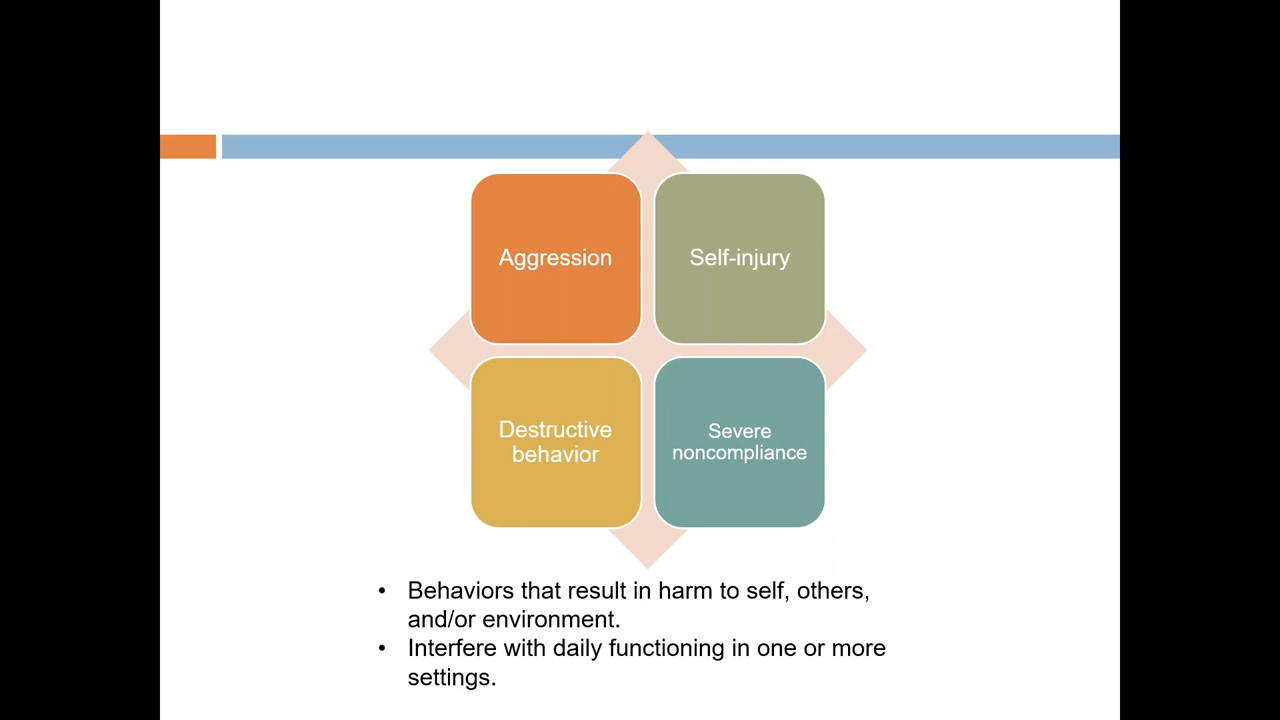 Aggression
Self-injury
Destructive
behavior
Severe
noncompliance
• Behaviors that result in harm to self, others,
and/or environment.
• Interfere with daily functioning in one or more
settings.